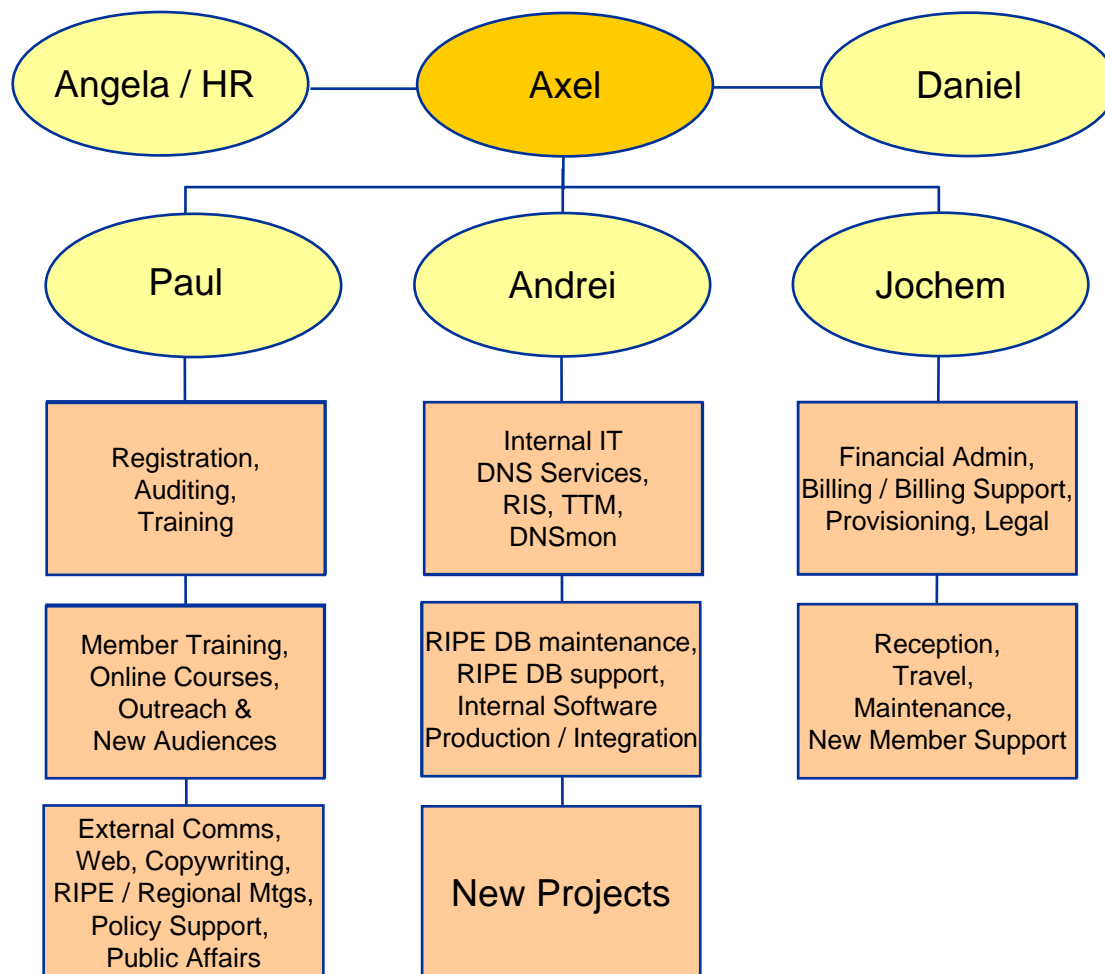 Angela / HR
Axel
Daniel
Paul
Andrei
Jochem
Registration,
Auditing,
Training
Internal IT
DNS Services,
RIS, TTM,
DNSmon
Financial Admin,
Billing / Billing Support,
Provisioning, Legal
Member Training,
Online Courses,
Outreach &
New Audiences
RIPE DB maintenance,
RIPE DB support,
Internal Software
Production / Integration
Reception,
Travel,
Maintenance,
New Member Support
External Comms,
Web, Copywriting,
RIPE / Regional Mtgs,
Policy Support,
Public Affairs
New Projects